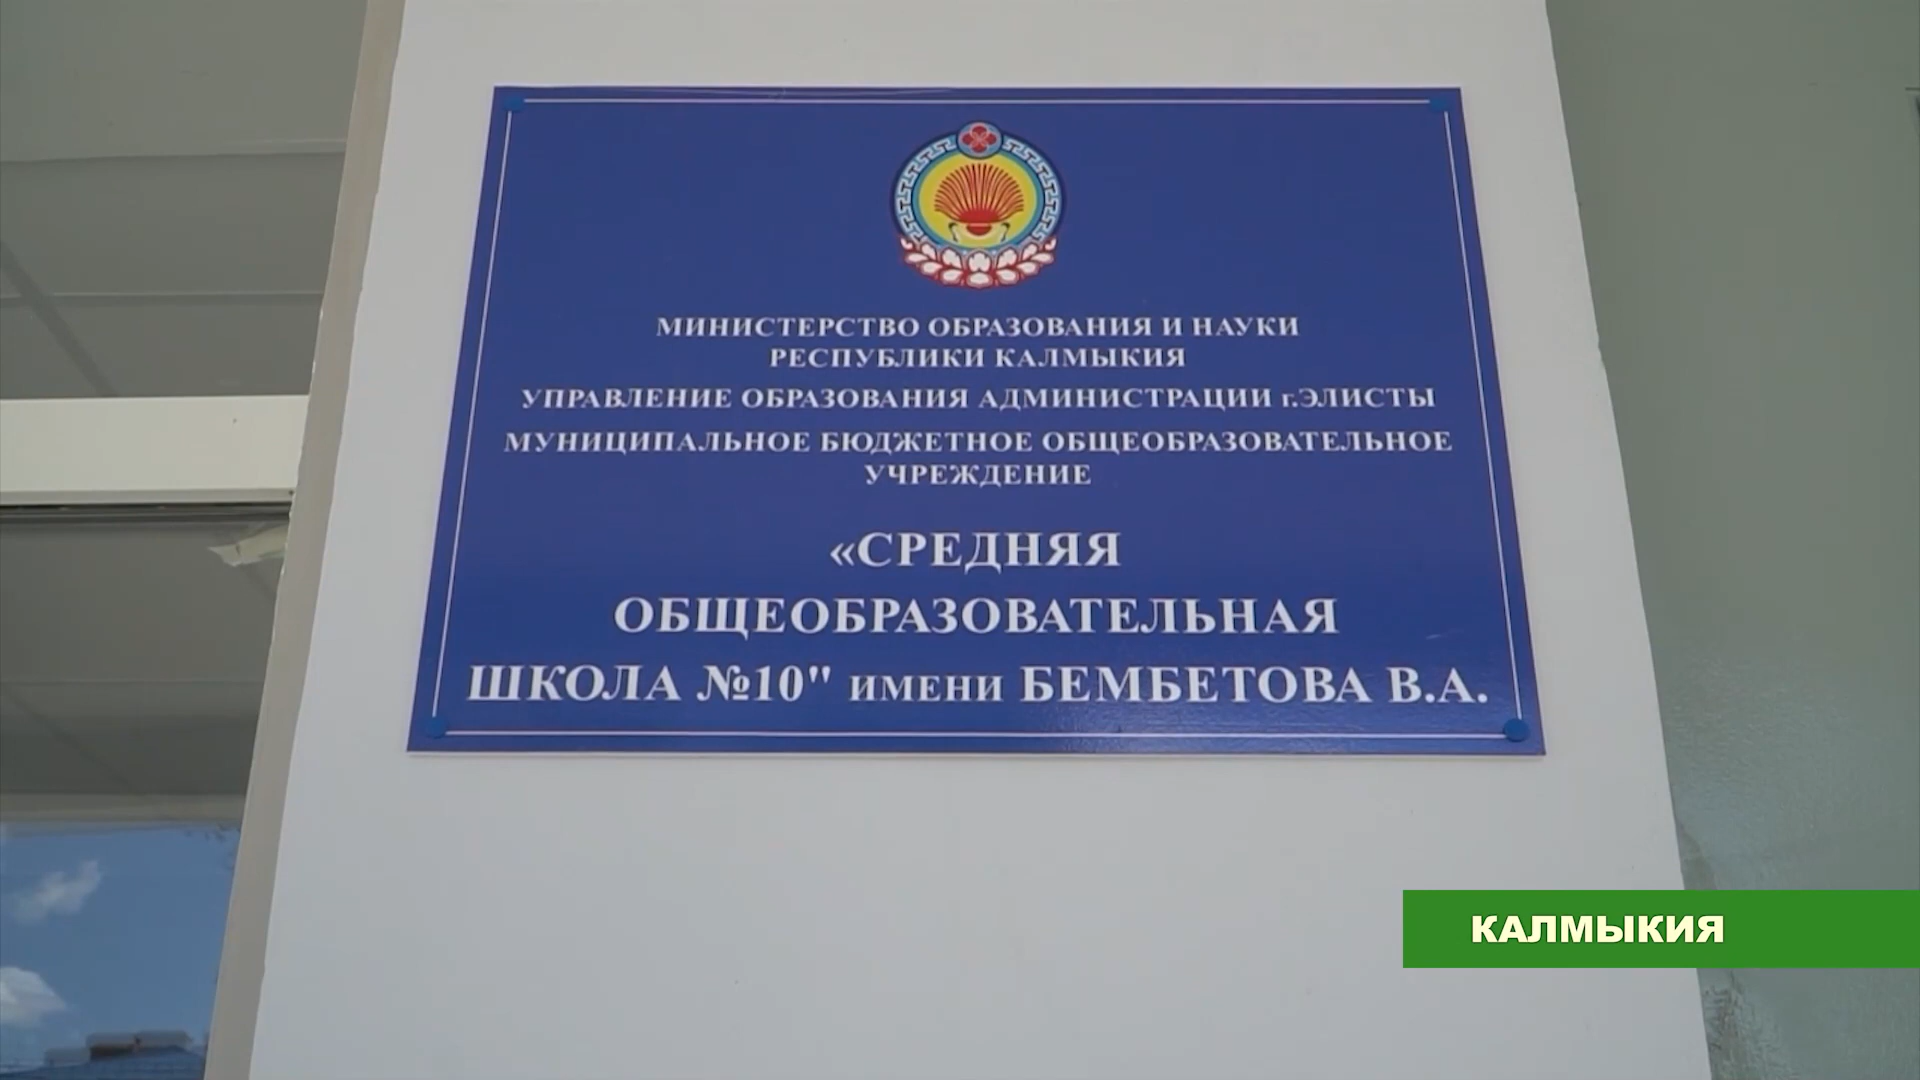 МИНИСТЕРСТВО ОБРАЗОВАНИЯ И НАУКИ
РЕСПУБЛИКИ КАЛМЫКИЯ
УПРАВЛЕНИЕ ОБРАЗОВАНИЯ АДМИНИСТРАЦИИ г.ЭЛИСТЫ
МУНИЦИПАЛЬНОЕ БЮДЖЕТНОЕ ОБЩЕОБРАЗОВАТЕЛЬНОЕ
УЧРЕЖДЕНИЕ
«СРЕДНЯЯ
ОБЩЕОБРАЗОВАТЕЛЬНАЯ
ШКОЛА №10" ИМЕНИ БЕМБЕТОВА В.А.
КАЛМЫКИЯ